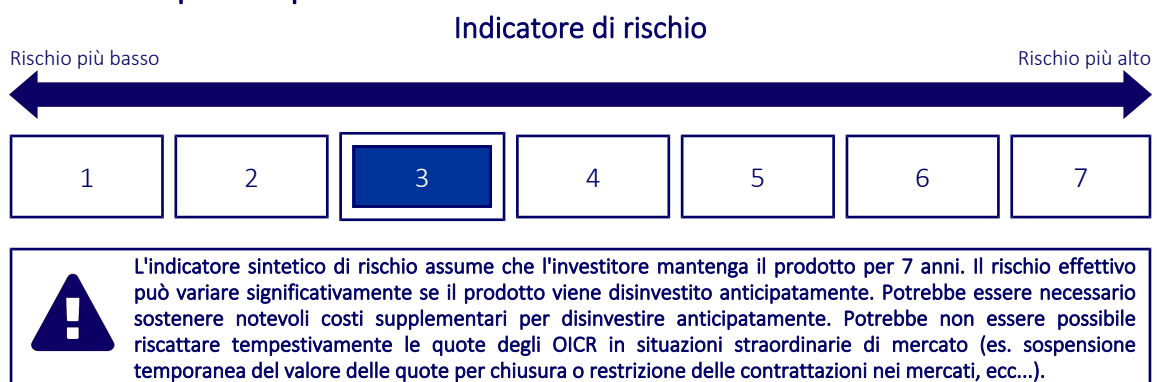 Indicatore di rischio
Rischio più basso
Rischio più alto
1
2
3
4
5
6
7
L'indicatore sintetico di rischio assume che l'investitore mantenga il prodotto per 7 anni. Il rischio effettivo
può variare significativamente se il prodotto viene disinvestito anticipatamente. Potrebbe essere necessario
sostenere notevoli costi supplementari per disinvestire anticipatamente. Potrebbe non essere possibile
riscattare tempestivamente le quote degli OICR in situazioni straordinarie di mercato (es. sospensione
temporanea del valore delle quote per chiusura o restrizione delle contrattazioni nei mercati, ecc...).